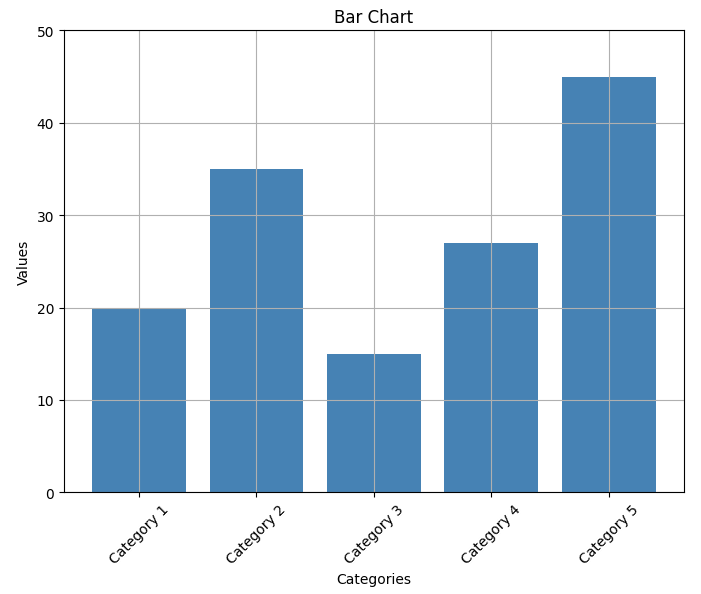 Bar Chart
50
40
30
20
10
0
Values
Category 1
Category 2
Category 3
Category 4
Category 5
Categories